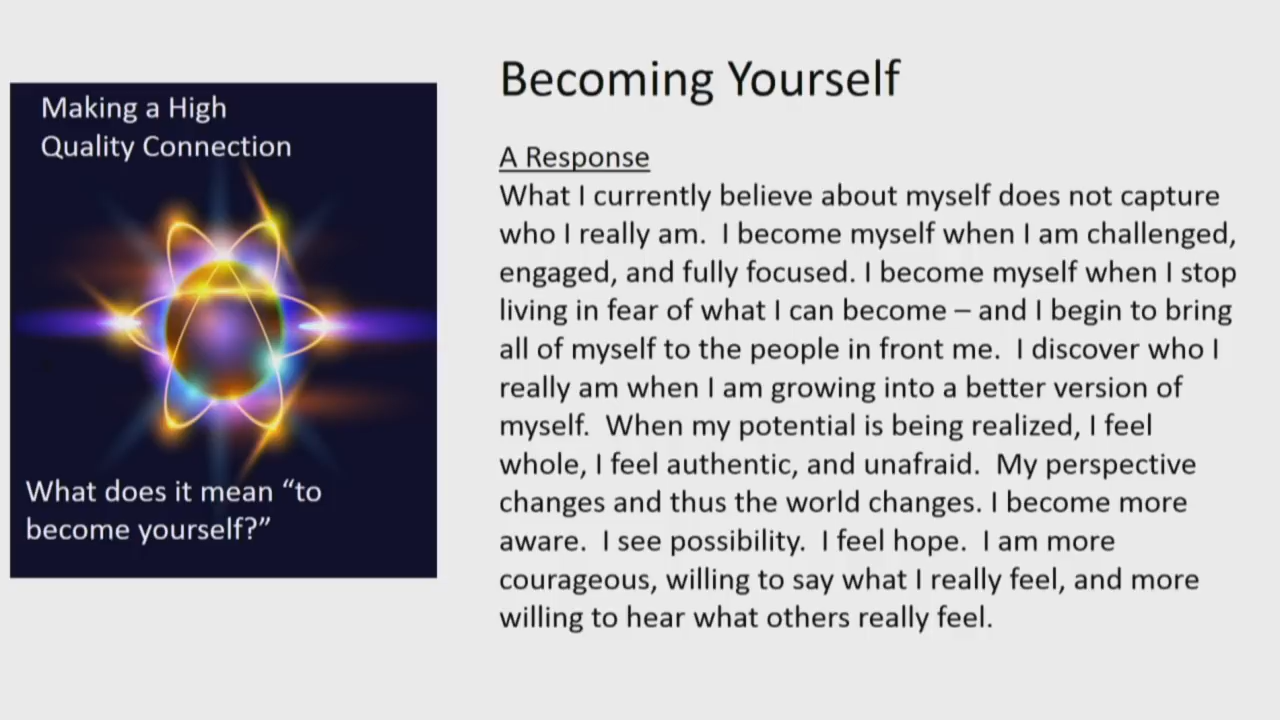 Making a High
Quality Connection
What does it mean “to
become yourself?”
Becoming Yourself
A Response
What I currently believe about myself does not capture
who I really am.  I become myself when I am challenged,
engaged, and fully focused. I become myself when I stop
living in fear of what I can become – and I begin to bring
all of myself to the people in front me.  I discover who I
really am when I am growing into a better version of
myself.  When my potential is being realized, I feel
whole, I feel authentic, and unafraid.  My perspective
changes and thus the world changes. I become more
aware.  I see possibility.  I feel hope.  I am more
courageous, willing to say what I really feel, and more
willing to hear what others really feel.